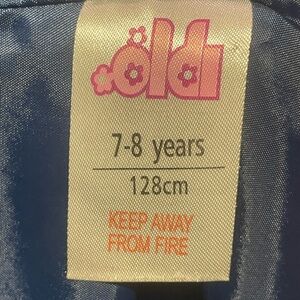 oldi
7-8 years
128cm
KEEP AWAY
FROM FIRE